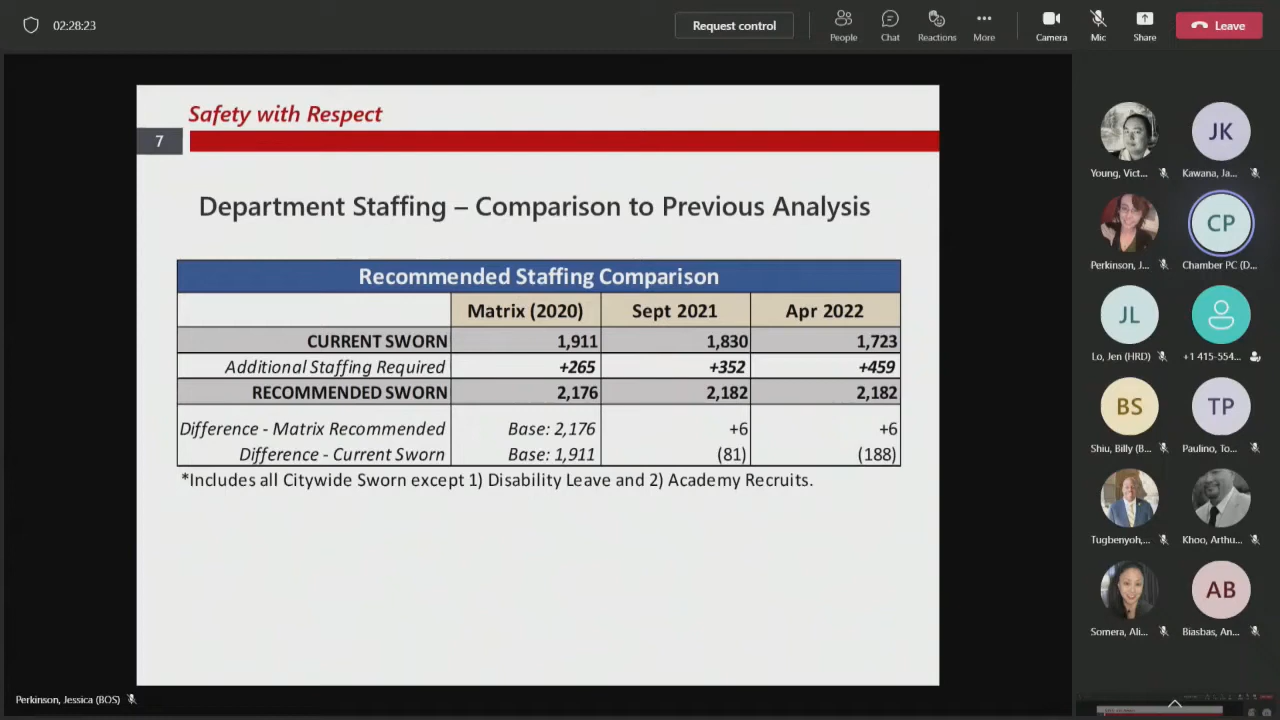 02:28:23
Request control
People
Chat
Reactions
More
Camera
Mic
Share
Leave
Safety with Respect
7
Department Staffing – Comparison to Previous Analysis
Recommended Staffing Comparison
Matrix (2020) Sept 2021 Apr 2022
CURRENT SWORN 1,911 1,830 1,723
Additional Staffing Required +265 +352 +459
RECOMMENDED SWORN 2,176 2,182 2,182
Difference - Matrix Recommended Base: 2,176 +6 +6
Difference - Current Sworn Base: 1,911 (81) (188)
*Includes all Citywide Sworn except 1) Disability Leave and 2) Academy Recruits.
JK
Young, Vict... Kawana, Ja...
CP
Perkinson, J... Chamber PC (D...
JL
Lo, Jen (HRD) +1 415-554...
BS TP
Shiu, Billy (B... Paulino, To...
Tugbenyoh,... Khoo, Arthu...
AB
Somera, Ali... Biasbas, An...
Perkinson, Jessica (BOS)